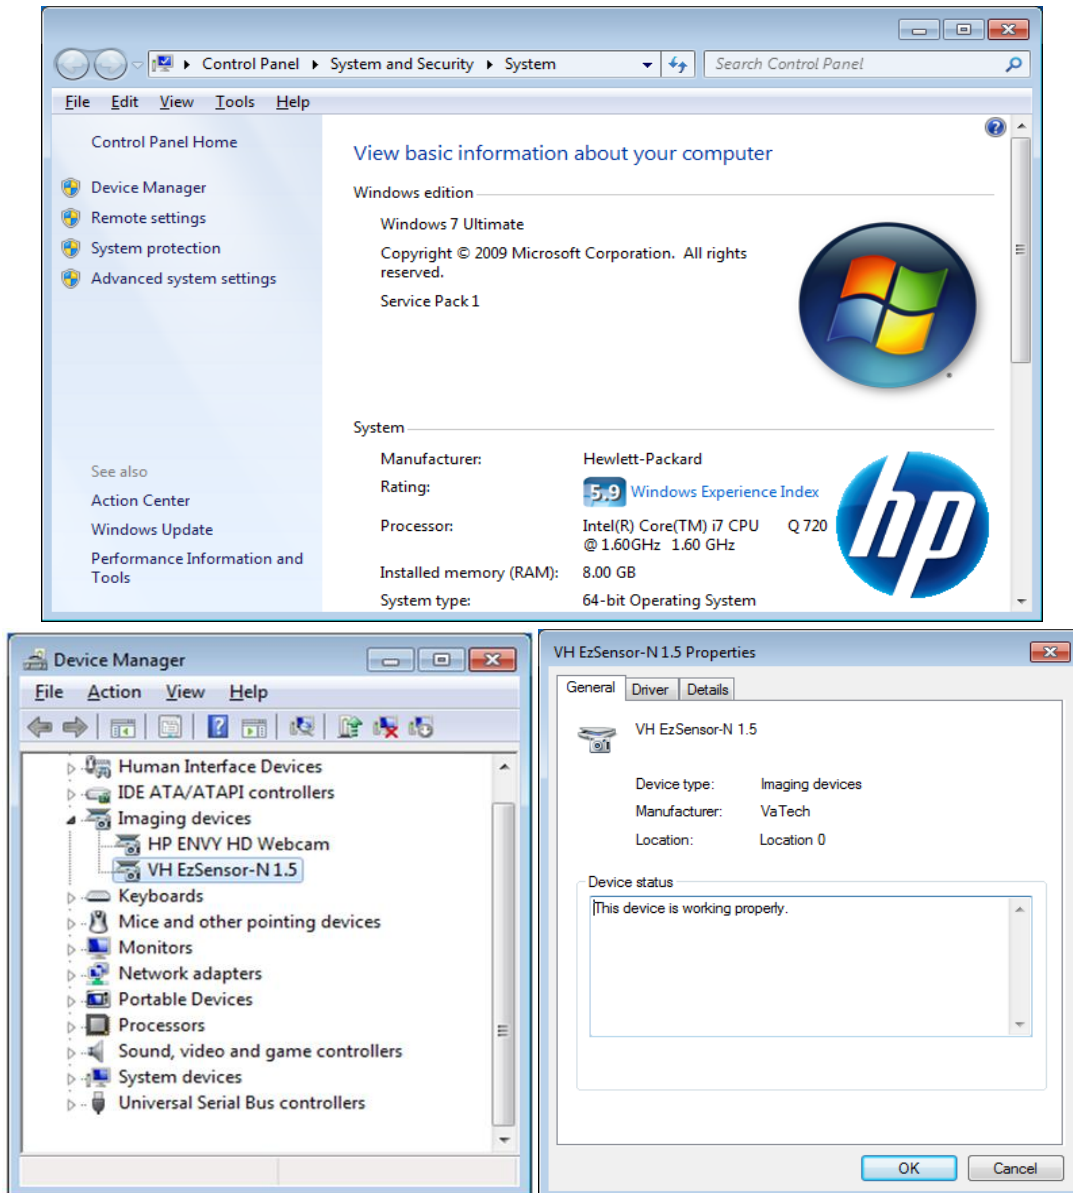 Control Panel ▸ System and Security ▸ System
Search Control Panel
File Edit View Tools Help
Control Panel Home
Device Manager
Remote settings
System protection
Advanced system settings
See also
Action Center
Windows Update
Performance Information and
Tools
View basic information about your computer
Windows edition
Windows 7 Ultimate
Copyright © 2009 Microsoft Corporation. All rights
reserved.
Service Pack 1
System
Manufacturer: Hewlett-Packard
Rating: 5,9 Windows Experience Index
Processor: Intel(R) Core(TM) i7 CPU Q 720
@ 1.60GHz 1.60 GHz
Installed memory (RAM): 8.00 GB
System type: 64-bit Operating System
hp
Device Manager
File Action View Help
Human Interface Devices
IDE ATA/ATAPI controllers
Imaging devices
HP ENVY HD Webcam
VH EzSensor-N 1.5
Keyboards
Mice and other pointing devices
Monitors
Network adapters
Portable Devices
Processors
Sound, video and game controllers
System devices
Universal Serial Bus controllers
VH EzSensor-N 1.5 Properties
General Driver Details
VH EzSensor-N 1.5
Device type: Imaging devices
Manufacturer: VaTech
Location: Location 0
Device status
This device is working properly.
OK Cancel